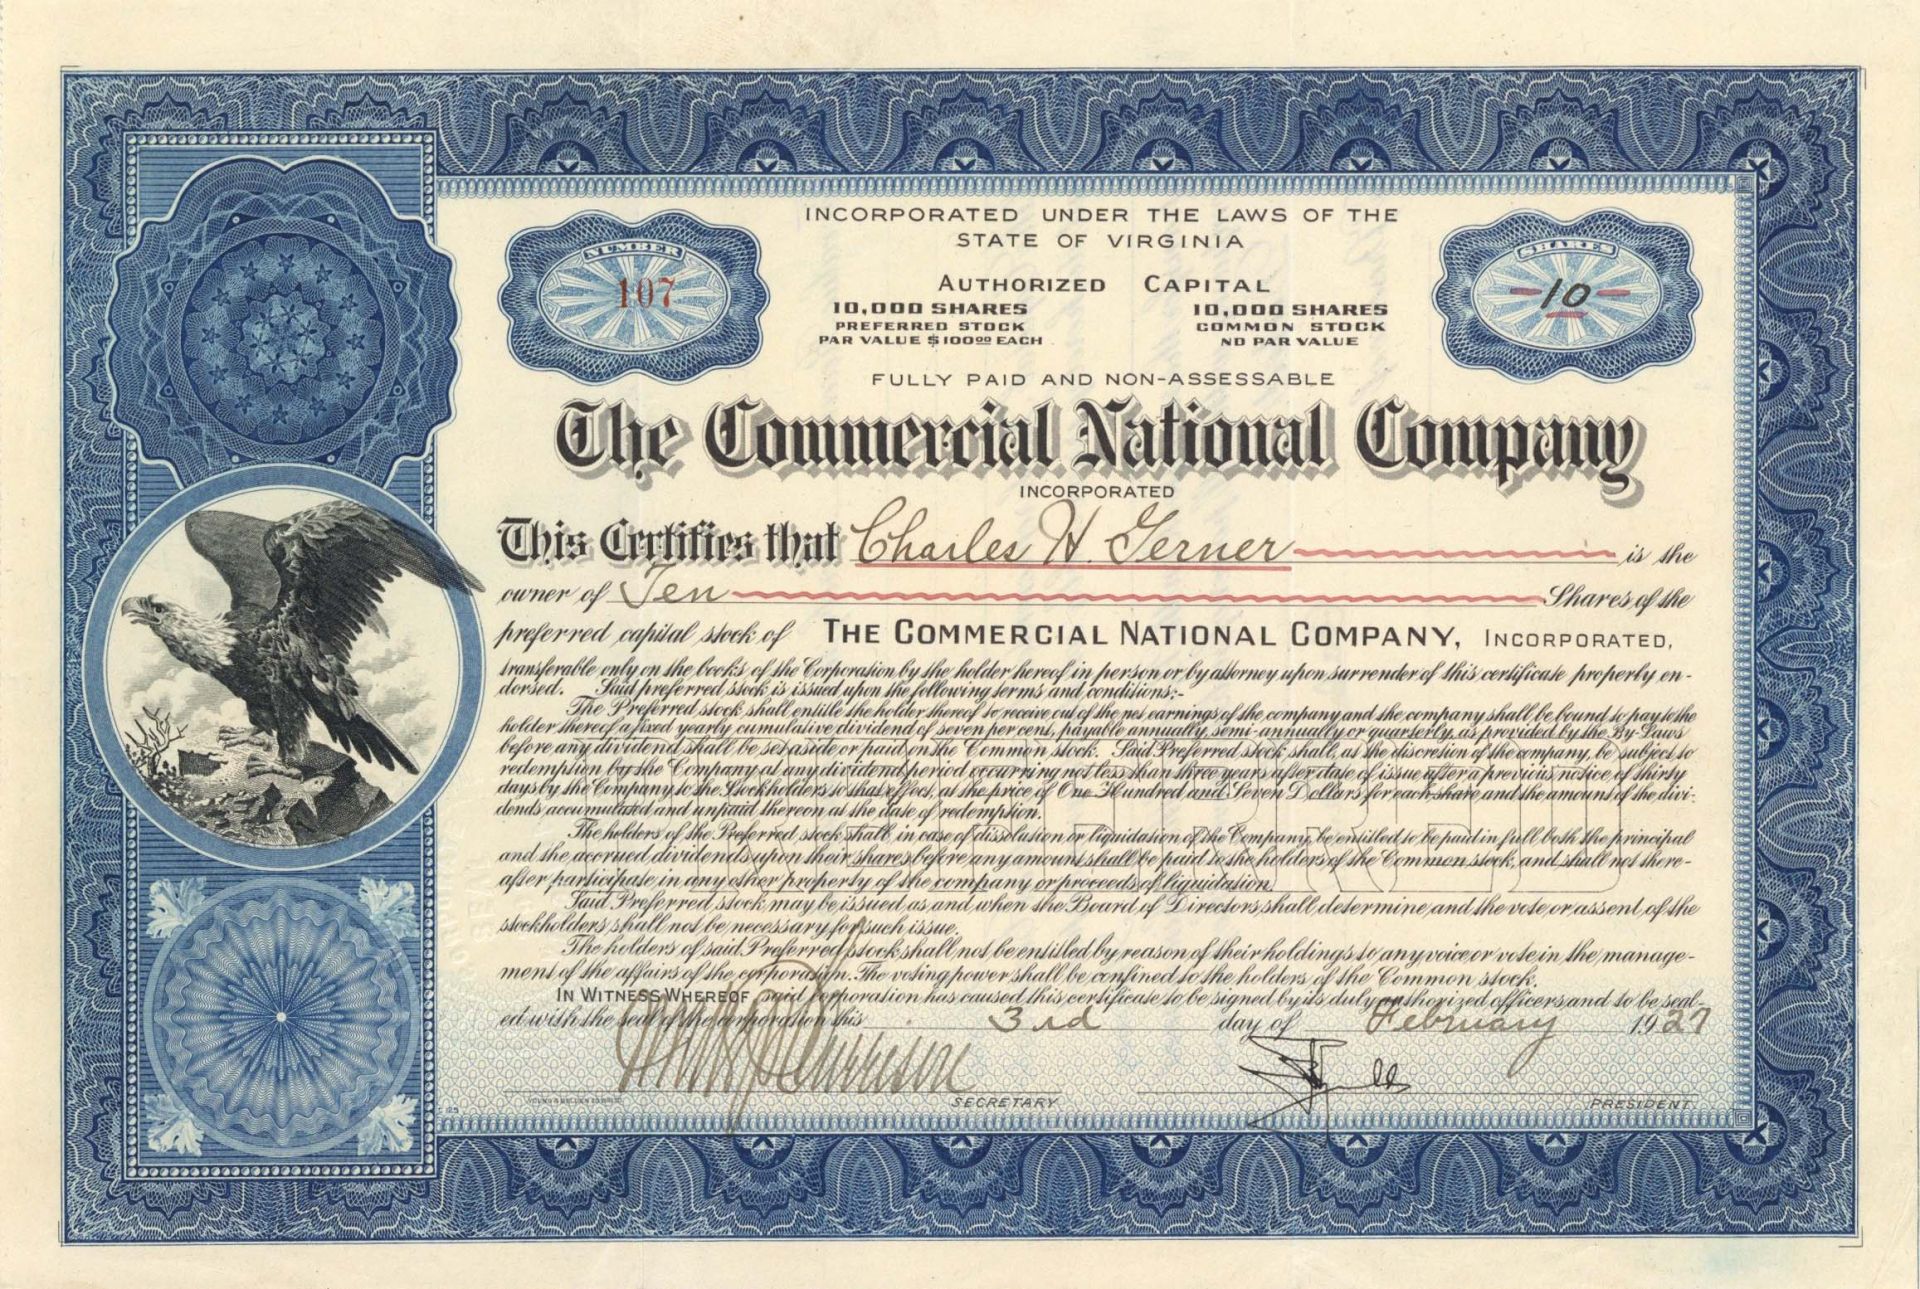 INCORPORATED UNDER THE LAWS OF THE
STATE OF VIRGINIA
NUMBER
107
SHARES
10
AUTHORIZED CAPITAL
10,000 SHARES
PREFERRED STOCK
PAR VALUE $100.00 EACH
10,000 SHARES
COMMON STOCK
NO PAR VALUE
FULLY PAID AND NON-ASSESSABLE
The Commercial National Company
INCORPORATED
This Certifies that Charles H. Gerner is the
owner of Ten Shares of the
preferred capital stock of THE COMMERCIAL NATIONAL COMPANY, INCORPORATED,
transferable only on the books of the Corporation by the holder hereof in person or by attorney upon surrender of this certificate properly en-
dorsed. Said preferred stock is issued upon the following terms and conditions:-
The Preferred stock shall entitle the holder thereof to receive out of the net earnings of the company and the company shall be bound to pay to the
holder thereof a fixed yearly cumulative dividend of seven per cent, payable annually, semi-annually or quarterly, as provided by the By-Laws
before any dividend shall be set aside or paid on the Common stock. Said Preferred stock shall, at the discretion of the company, be subject to
redemption by the Company at any dividend period occurring not less than three years after date of issue after a previous notice of thirty
days by the Company to the Stockholders to that effect, at the price of One Hundred and Seven Dollars for each share and the amount of the divi-
dends accumulated and unpaid thereon at the date of redemption.
The holders of the Preferred stock shall in case of dissolution or liquidation of the Company, be entitled to be paid in full both the principal
and the accrued dividends upon their shares before any amount shall be paid to the holders of the Common stock, and shall not there-
after participate in any other property of the company or proceeds of liquidation.
Said Preferred stock may be issued as and when the Board of Directors shall determine and the vote or assent of the
stockholders shall not be necessary for such issue.
The holders of said Preferred stock shall not be entitled by reason of their holdings to any voice or vote in the manage-
ment of the affairs of the corporation. The voting power shall be confined to the holders of the Common stock.
IN WITNESS WHEREOF, said corporation has caused this certificate to be signed by its duly authorized officers and to be seal-
ed with the seal of the corporation this 3rd day of February 1927
SECRETARY
PRESIDENT
PREFERRED